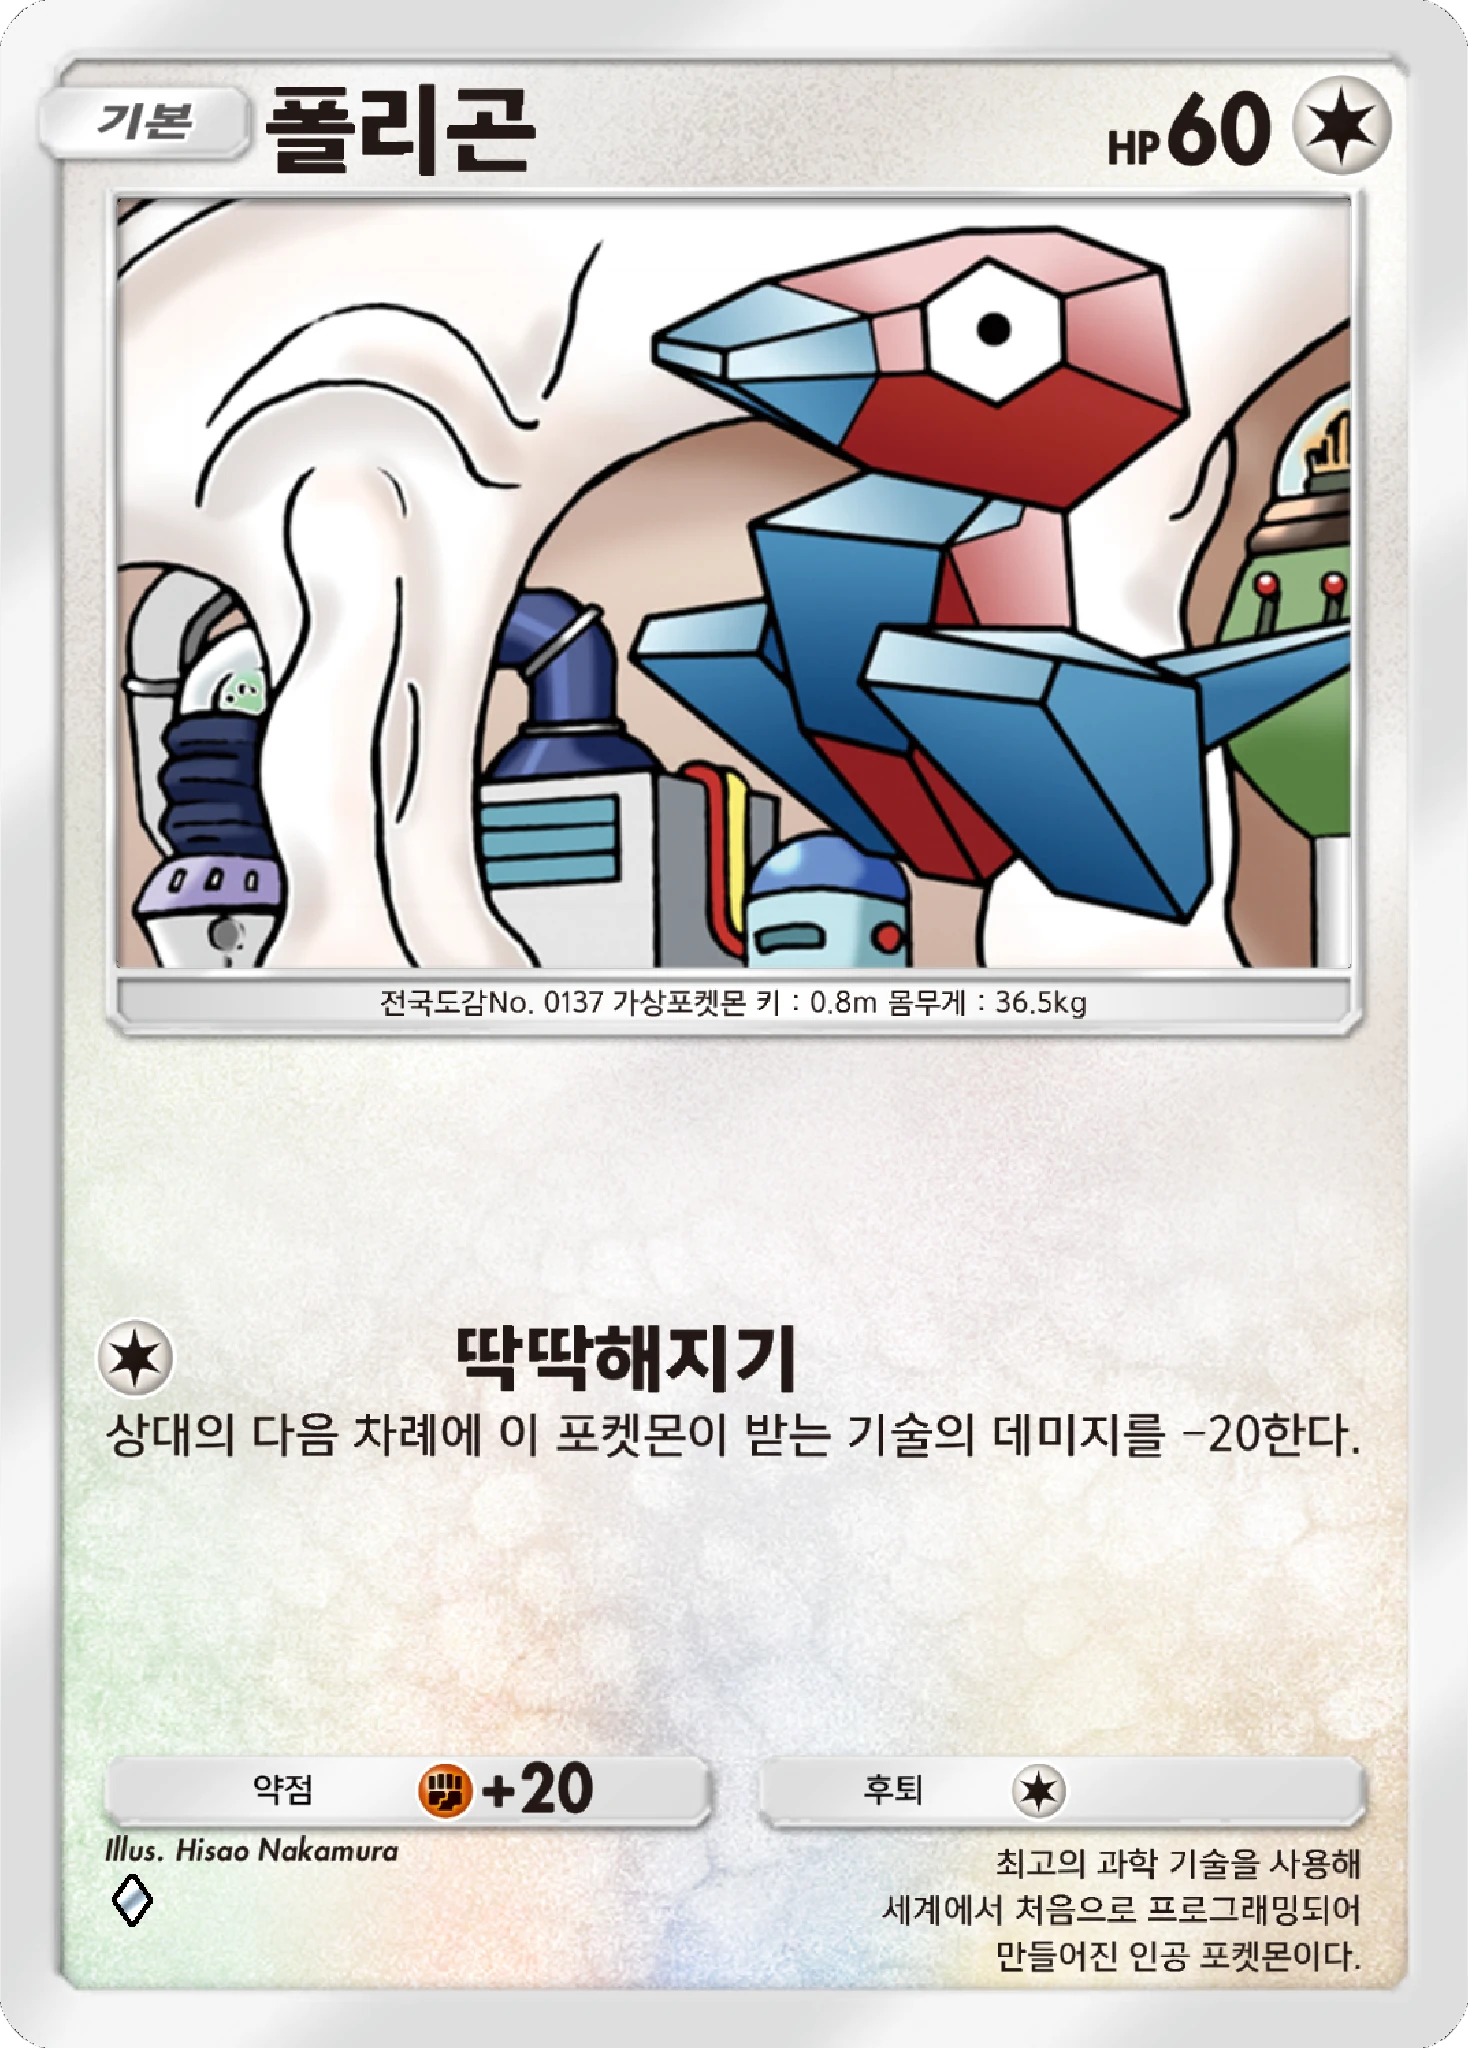 기본
폴리곤
HP 60
전국도감No. 0137 가상포켓몬 키 : 0.8m 몸무게 : 36.5kg
딱딱해지기
상대의 다음 차례에 이 포켓몬이 받는 기술의 데미지를 -20한다.
약점 +20
후퇴
Illus. Hisao Nakamura
최고의 과학 기술을 사용해
세계에서 처음으로 프로그래밍되어
만들어진 인공 포켓몬이다.